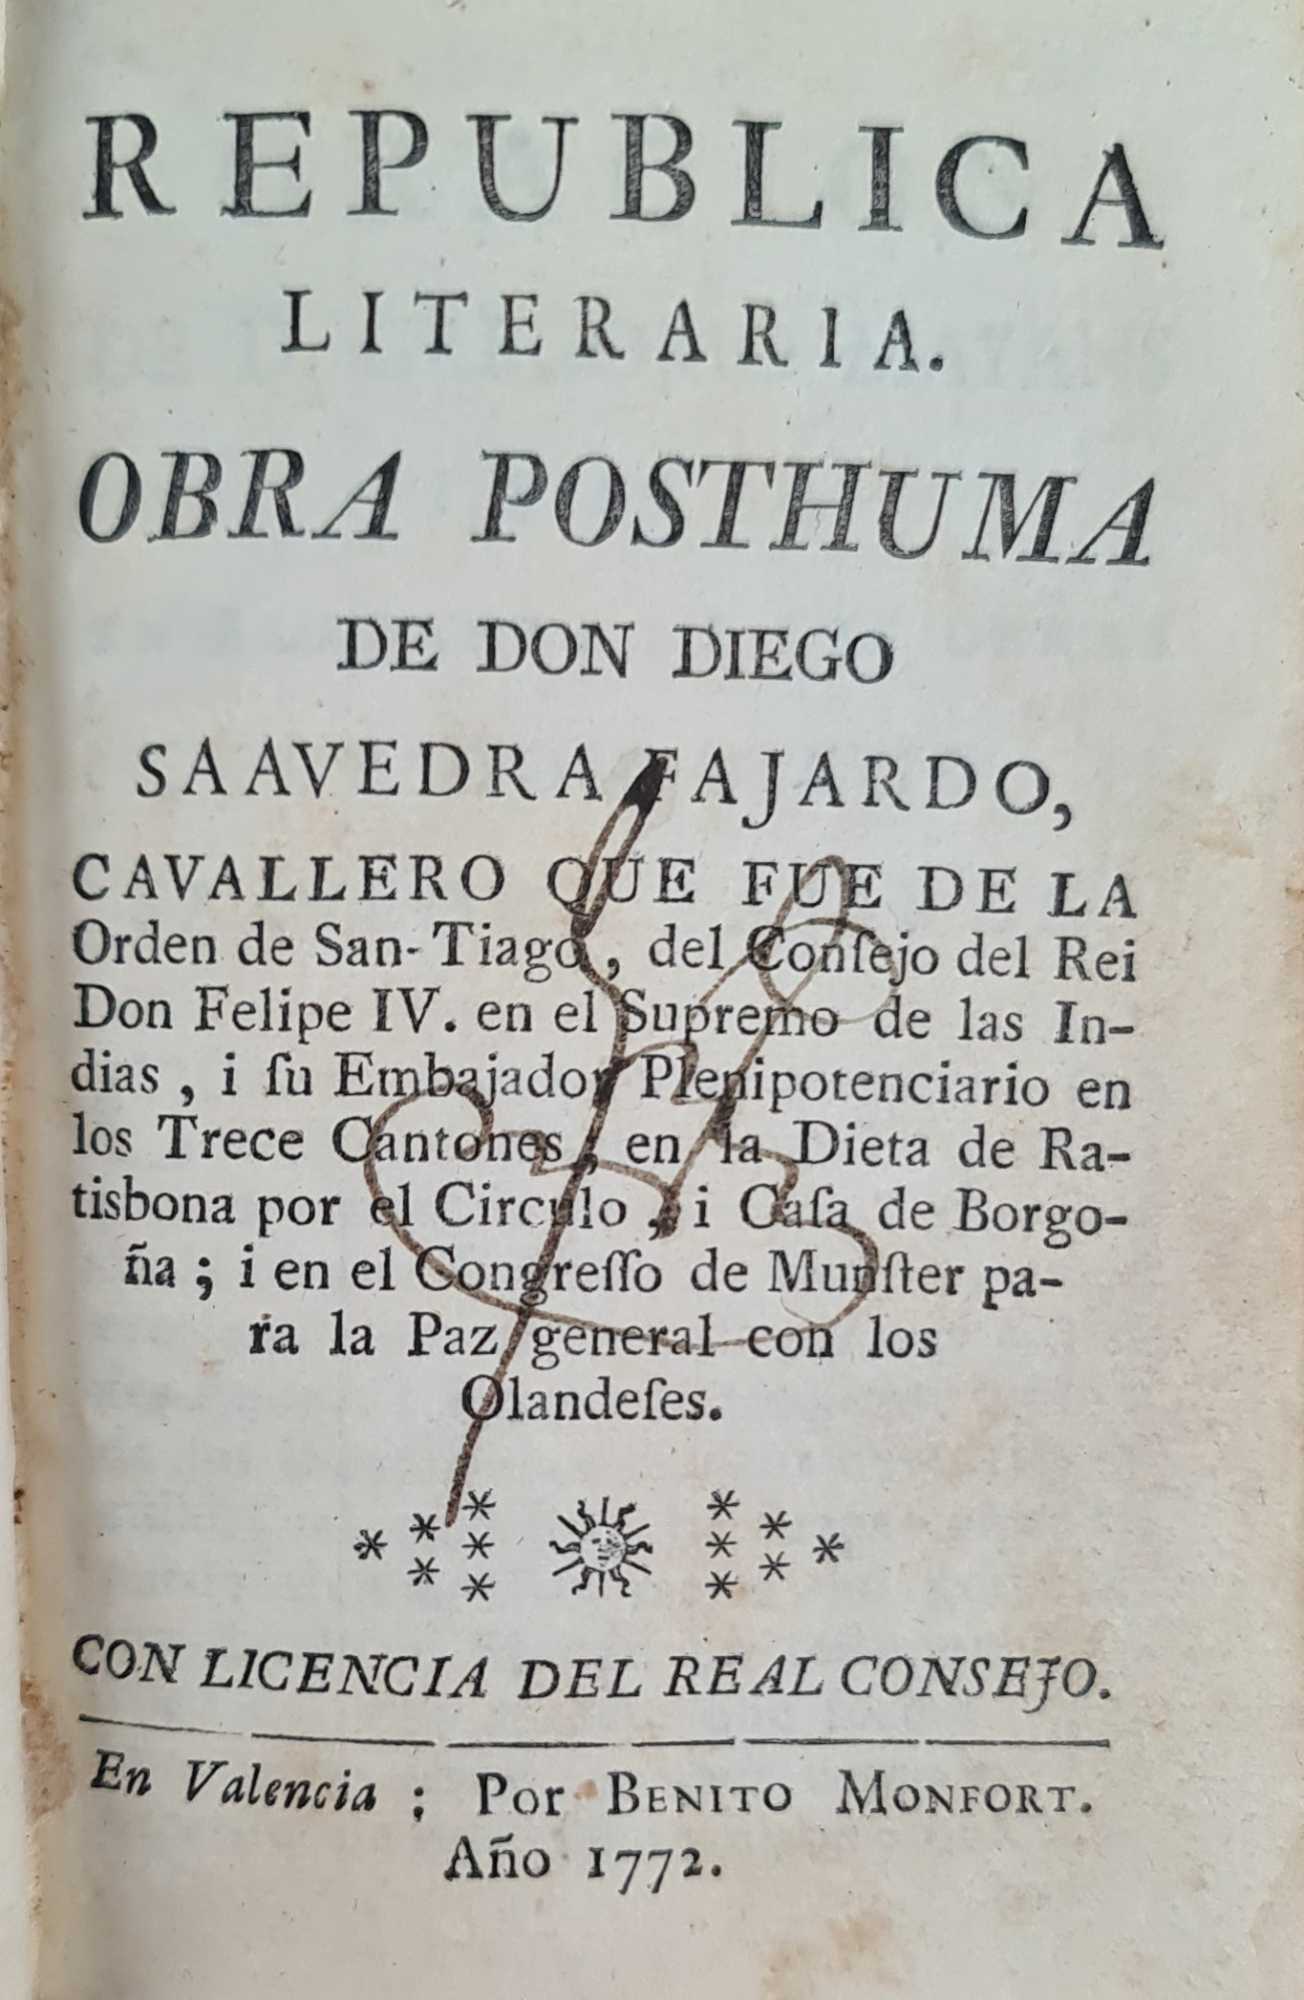 REPUBLICA
LITERARIA.
OBRA POSTHUMA
DE DON DIEGO
SAAVEDRA FAJARDO,
CAVALLERO QUE FUE DE LA
Orden de San-Tiago, del Conſejo del Rei
Don Felipe IV. en el Supremo de las In-
dias, i ſu Embajador Plenipotenciario en
los Trece Cantones, en la Dieta de Ra-
tisbona por el Circulo, i Caſa de Borgo-
ña; i en el Congreſſo de Munſter pa-
ra la Paz general con los
Olandeſes.
CON LICENCIA DEL REAL CONSEJO.
En Valencia: Por BENITO MONFORT.
Año 1772.